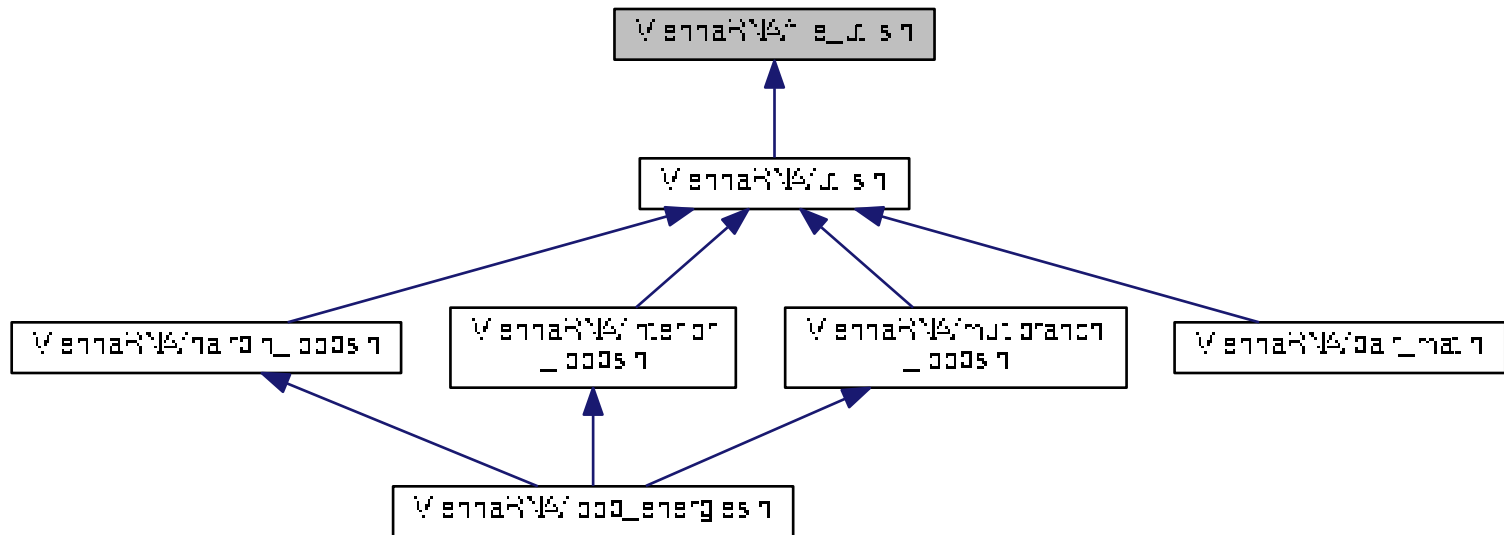 ViennaRNA/file_utils.h
ViennaRNA/utils.h
ViennaRNA/hairpin_loops.h
ViennaRNA/interior
_loops.h
ViennaRNA/multibranch
_loops.h
ViennaRNA/pair_mat.h
ViennaRNA/loop_energies.h